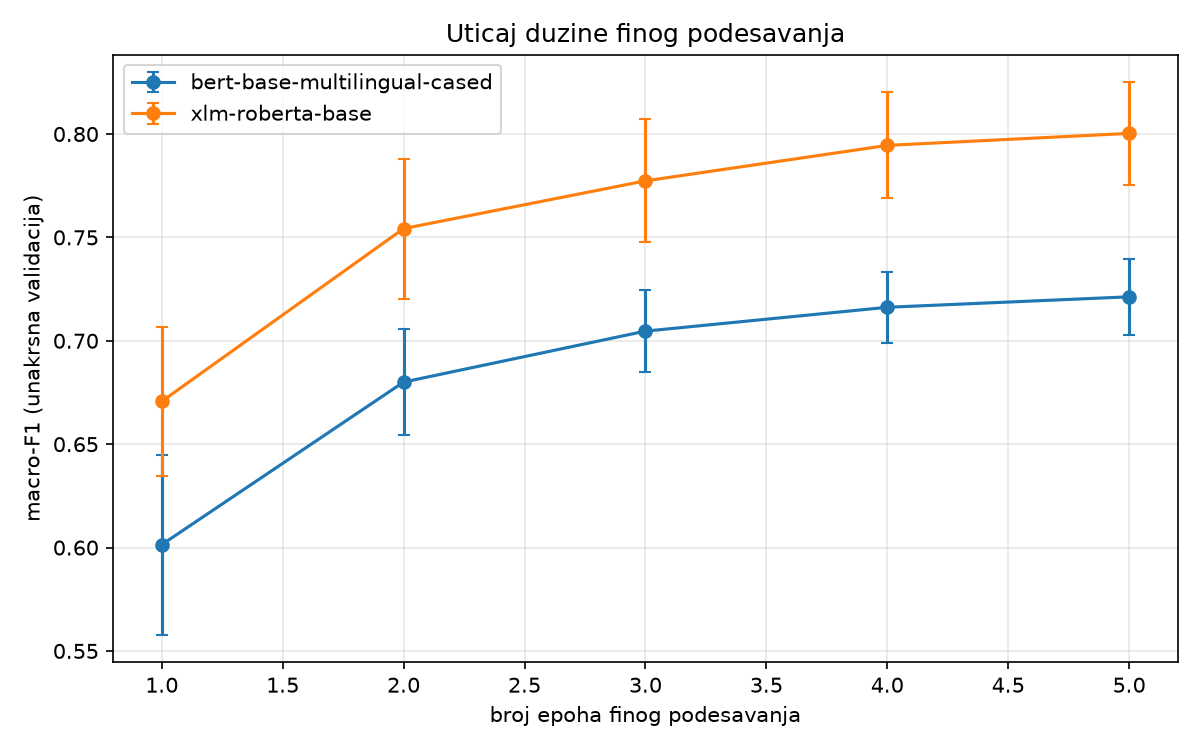 Uticaj duzine finog podesavanja
bert-base-multilingual-cased
xlm-roberta-base
macro-F1 (unakrsna validacija)
0.80
0.75
0.70
0.65
0.60
0.55
1.0 1.5 2.0 2.5 3.0 3.5 4.0 4.5 5.0
broj epoha finog podesavanja